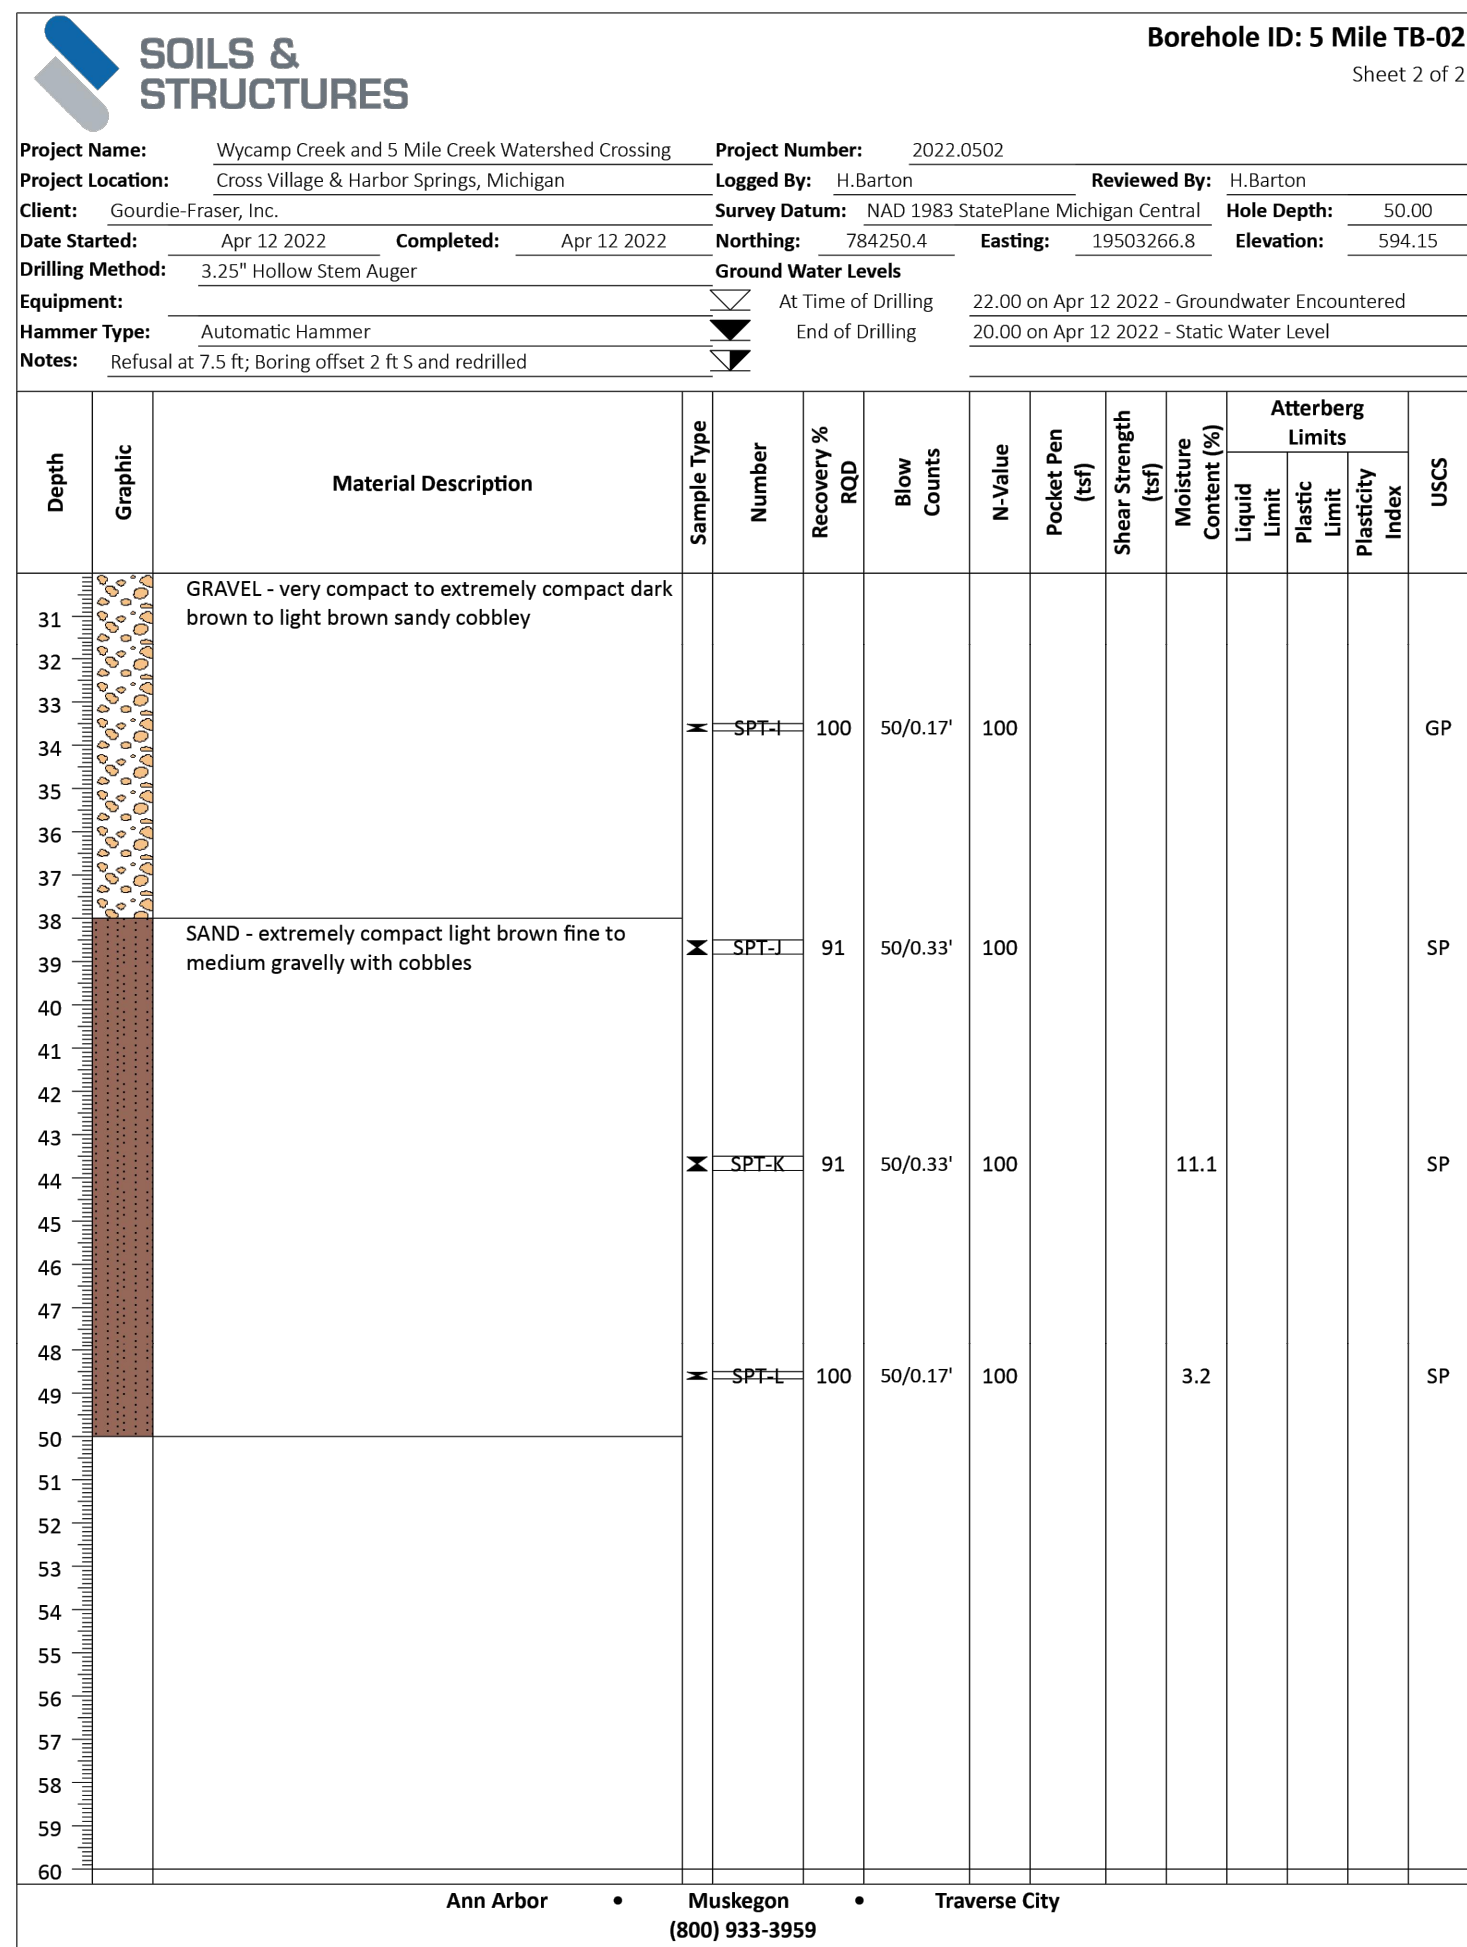 SOILS &
STRUCTURES
Borehole ID: 5 Mile TB-02
Sheet 2 of 2
Project Name: Wycamp Creek and 5 Mile Creek Watershed Crossing Project Number: 2022.0502
Project Location: Cross Village & Harbor Springs, Michigan Logged By: H.Barton Reviewed By: H.Barton
Client: Gourdie-Fraser, Inc. Survey Datum: NAD 1983 StatePlane Michigan Central Hole Depth: 50.00
Date Started: Apr 12 2022 Completed: Apr 12 2022 Northing: 784250.4 Easting: 19503266.8 Elevation: 594.15
Drilling Method: 3.25" Hollow Stem Auger Ground Water Levels
Equipment: At Time of Drilling 22.00 on Apr 12 2022 - Groundwater Encountered
Hammer Type: Automatic Hammer End of Drilling 20.00 on Apr 12 2022 - Static Water Level
Notes: Refusal at 7.5 ft; Boring offset 2 ft S and redrilled
Depth
Graphic
Material Description
Sample Type
Number
Recovery %
RQD
Blow
Counts
N-Value
Pocket Pen
(tsf)
Shear Strength
(tsf)
Moisture
Content (%)
Atterberg
Limits
Liquid
Limit
Plastic
Limit
Plasticity
Index
USCS
GRAVEL - very compact to extremely compact dark
brown to light brown sandy cobbley
31
32
33
SPT-I 100 50/0.17' 100 GP
34
35
36
37
38
SAND - extremely compact light brown fine to
medium gravelly with cobbles
SPT-J 91 50/0.33' 100 SP
39
40
41
42
43
SPT-K 91 50/0.33' 100 11.1 SP
44
45
46
47
48
SPT-L 100 50/0.17' 100 3.2 SP
49
50
51
52
53
54
55
56
57
58
59
60
Ann Arbor • Muskegon • Traverse City
(800) 933-3959